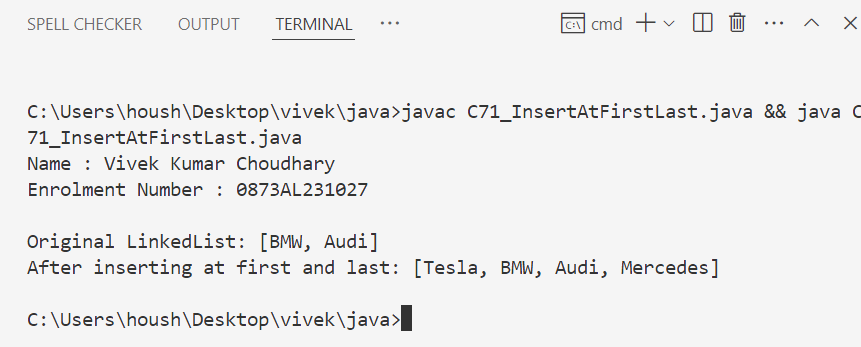 SPELL CHECKER OUTPUT TERMINAL ··· cmd
C:\Users\housh\Desktop\vivek\java>javac C71_InsertAtFirstLast.java && java C
71_InsertAtFirstLast.java
Name : Vivek Kumar Choudhary
Enrolment Number : 0873AL231027
Original LinkedList: [BMW, Audi]
After inserting at first and last: [Tesla, BMW, Audi, Mercedes]
C:\Users\housh\Desktop\vivek\java>